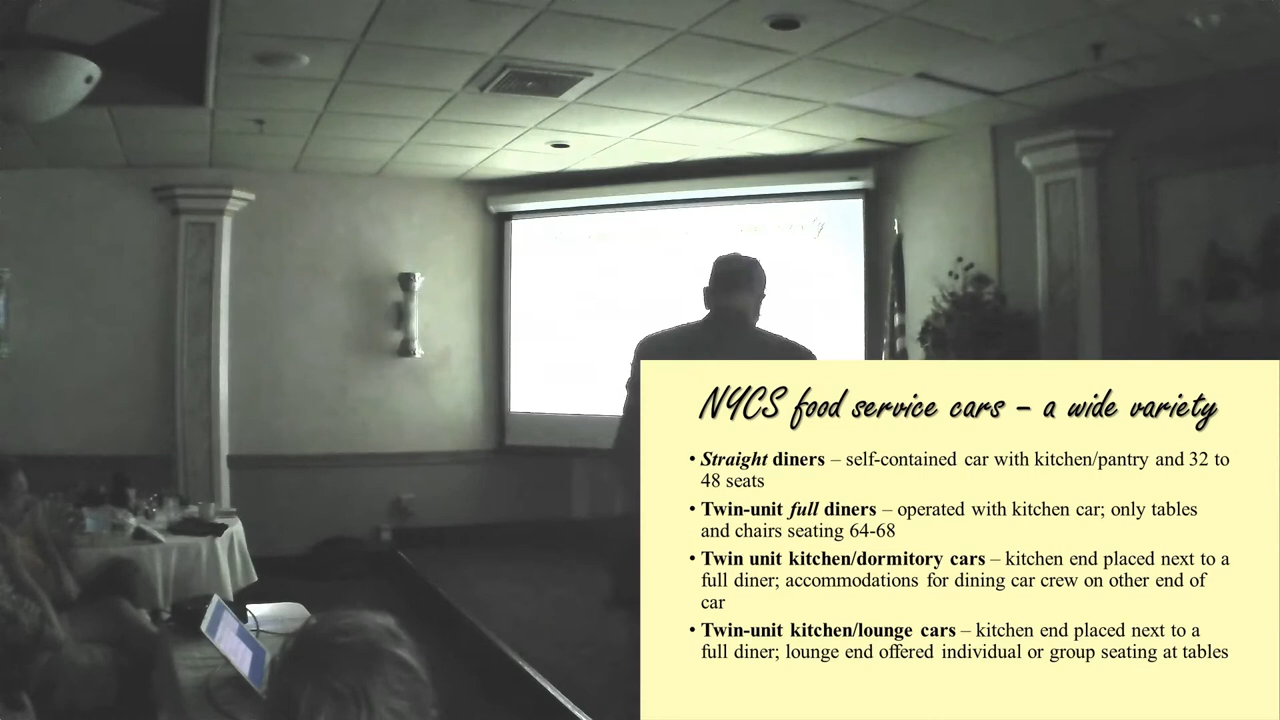 NYCS food service cars – a wide variety
• Straight diners – self-contained car with kitchen/pantry and 32 to
48 seats
• Twin-unit full diners – operated with kitchen car; only tables
and chairs seating 64-68
• Twin unit kitchen/dormitory cars – kitchen end placed next to a
full diner; accommodations for dining car crew on other end of
car
• Twin-unit kitchen/lounge cars – kitchen end placed next to a
full diner; lounge end offered individual or group seating at tables